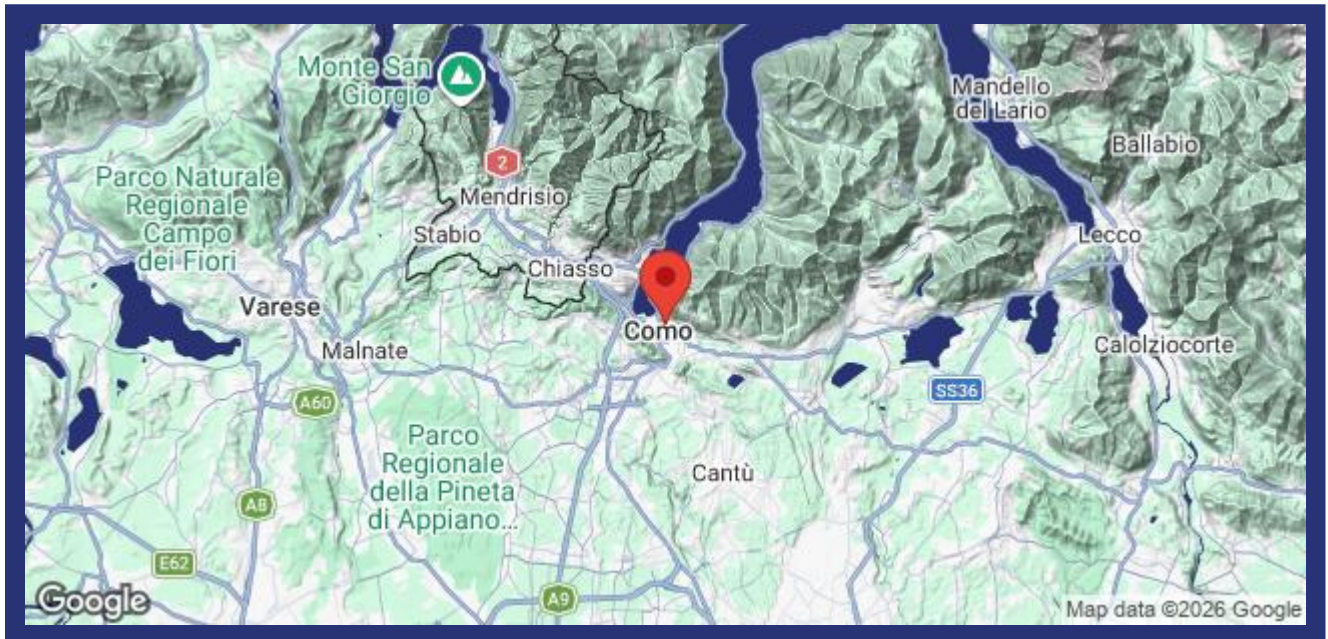 Monte San
Giorgio
Mandello
del Lario
Ballabio
2
Parco Naturale
Regionale
Campo
dei Fiori
Mendrisio
Stabio
Lecco
Chiasso
Varese
Como
Malnate
Calolziocorte
SS36
A60
Parco
Regionale
della Pineta
di Appiano...
Cantù
A8
E62
A9
Google
Map data ©2026 Google